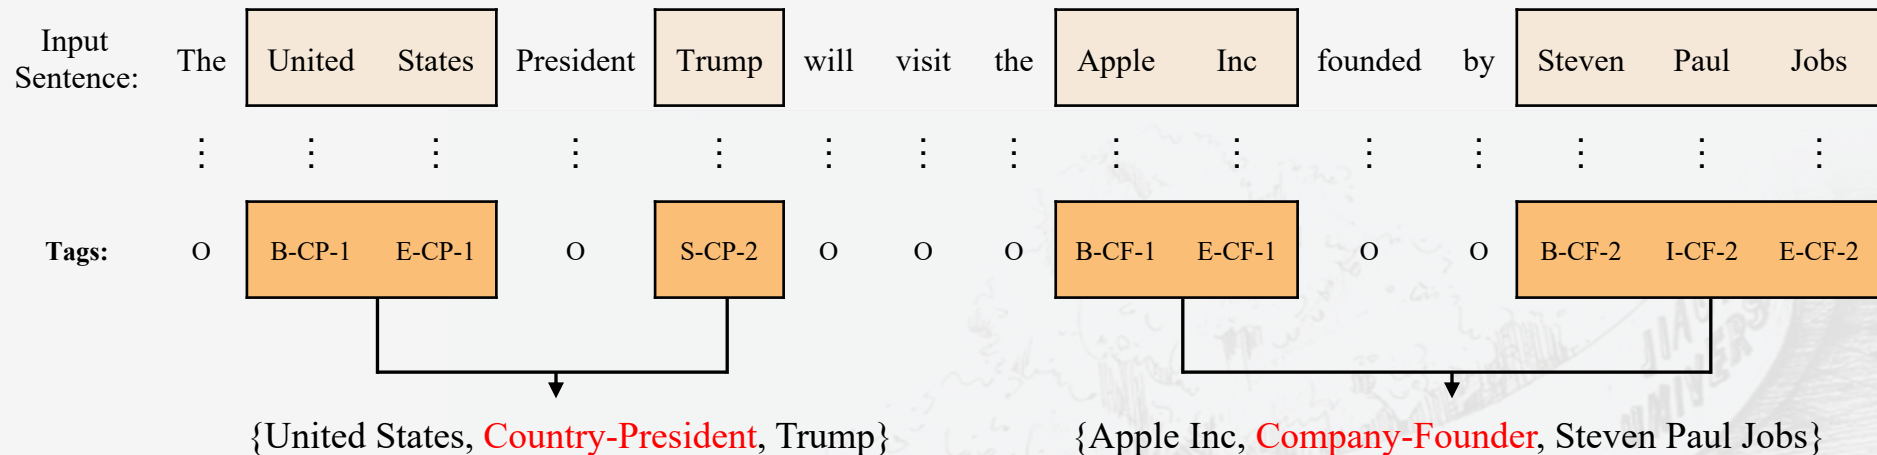 Input Sentence: The United States President Trump will visit the Apple Inc founded by Steven Paul Jobs
Tags: O B-CP-1 E-CP-1 O S-CP-2 O O O B-CF-1 E-CF-1 O O B-CF-2 I-CF-2 E-CF-2
{United States, Country-President, Trump} {Apple Inc, Company-Founder, Steven Paul Jobs}